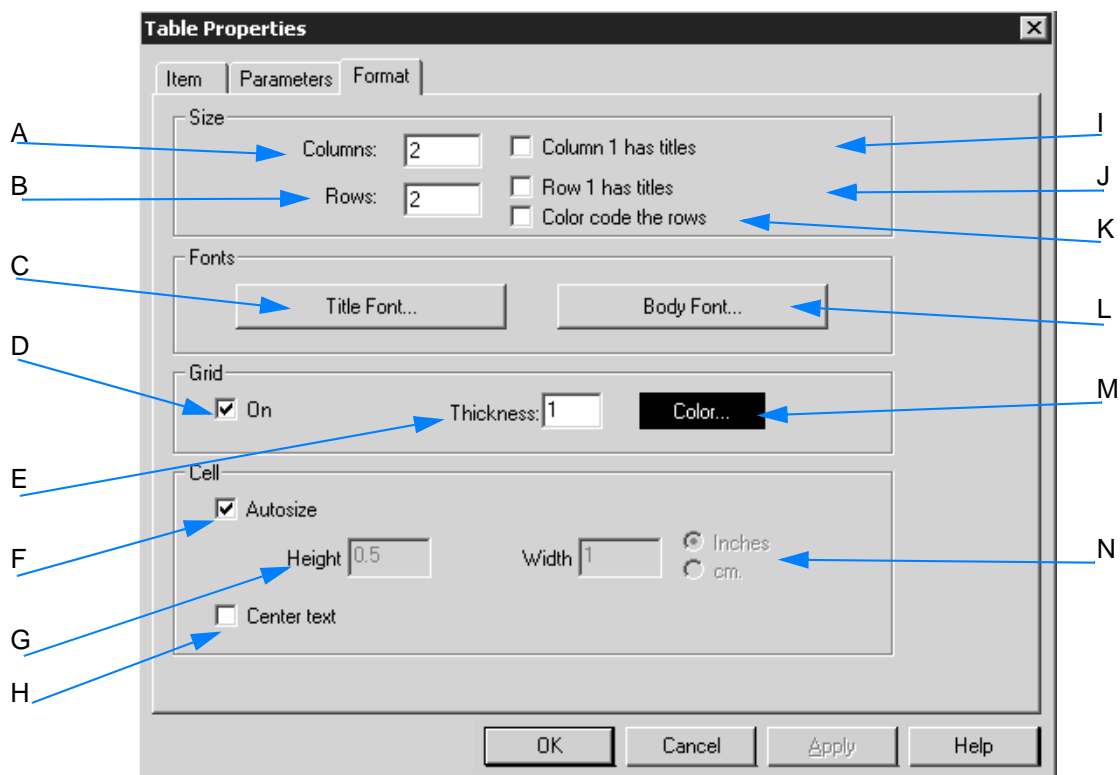 Table Properties
Item Parameters Format
Size
A
Columns: 2 Column 1 has titles
I
B
Rows: 2 Row 1 has titles
J
Color code the rows
K
Fonts
C
Title Font... Body Font...
L
D
Grid
On Thickness: 1 Color...
M
E
Cell
Autosize
F
Height 0.5 Width 1 Inches
cm.
N
G
Center text
H
OK Cancel Apply Help